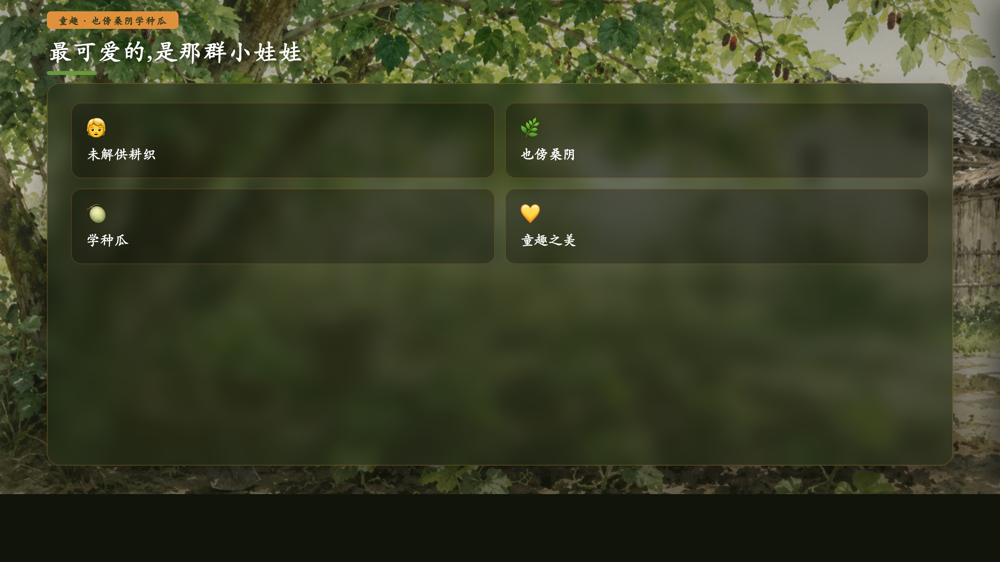 童趣 · 也傍桑阴学种瓜
最可爱的,是那群小娃娃
未解供耕织
也傍桑阴
学种瓜
童趣之美